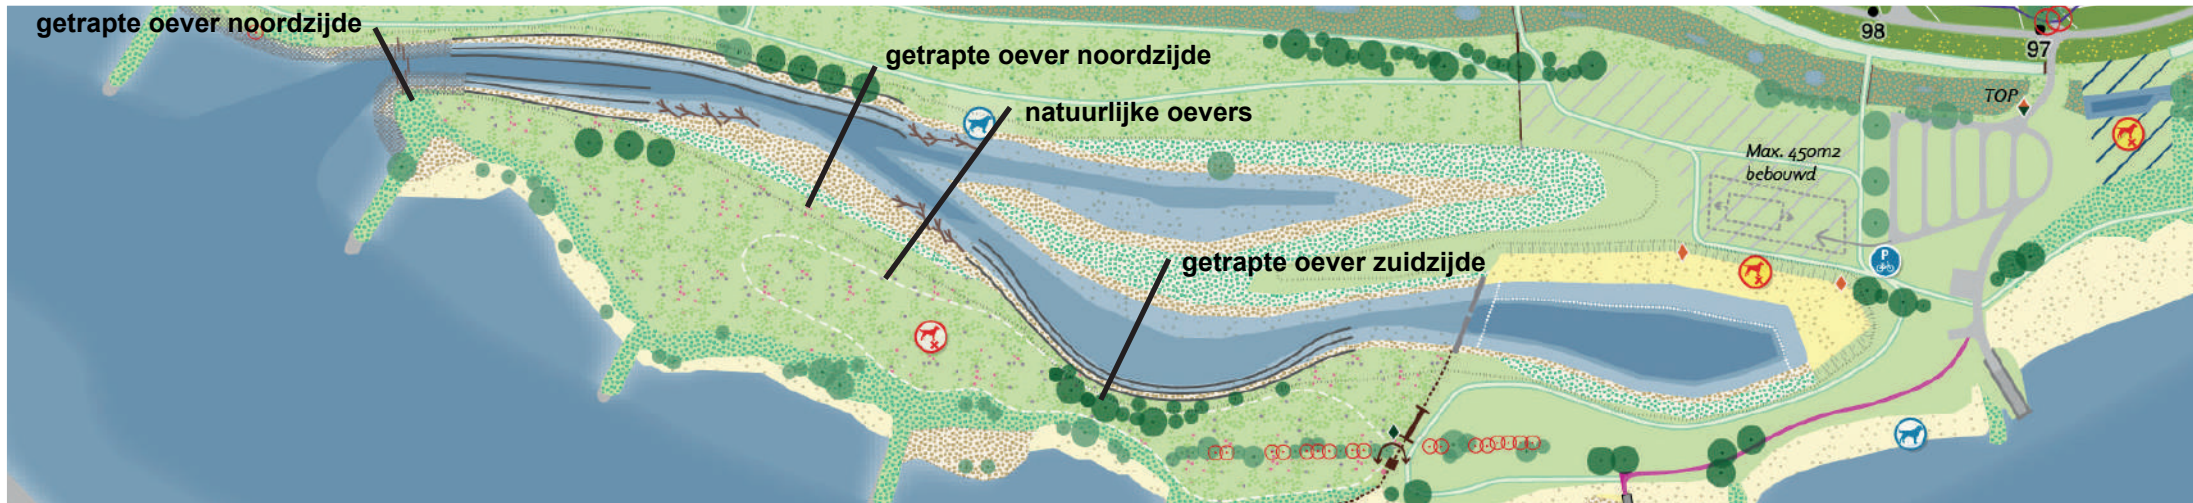 getrapte oever noordzijde
98
97
getrapte oever noordzijde
TOP
natuurlijke oevers
Max. 450m2
bebouwd
getrapte oever zuidzijde
P